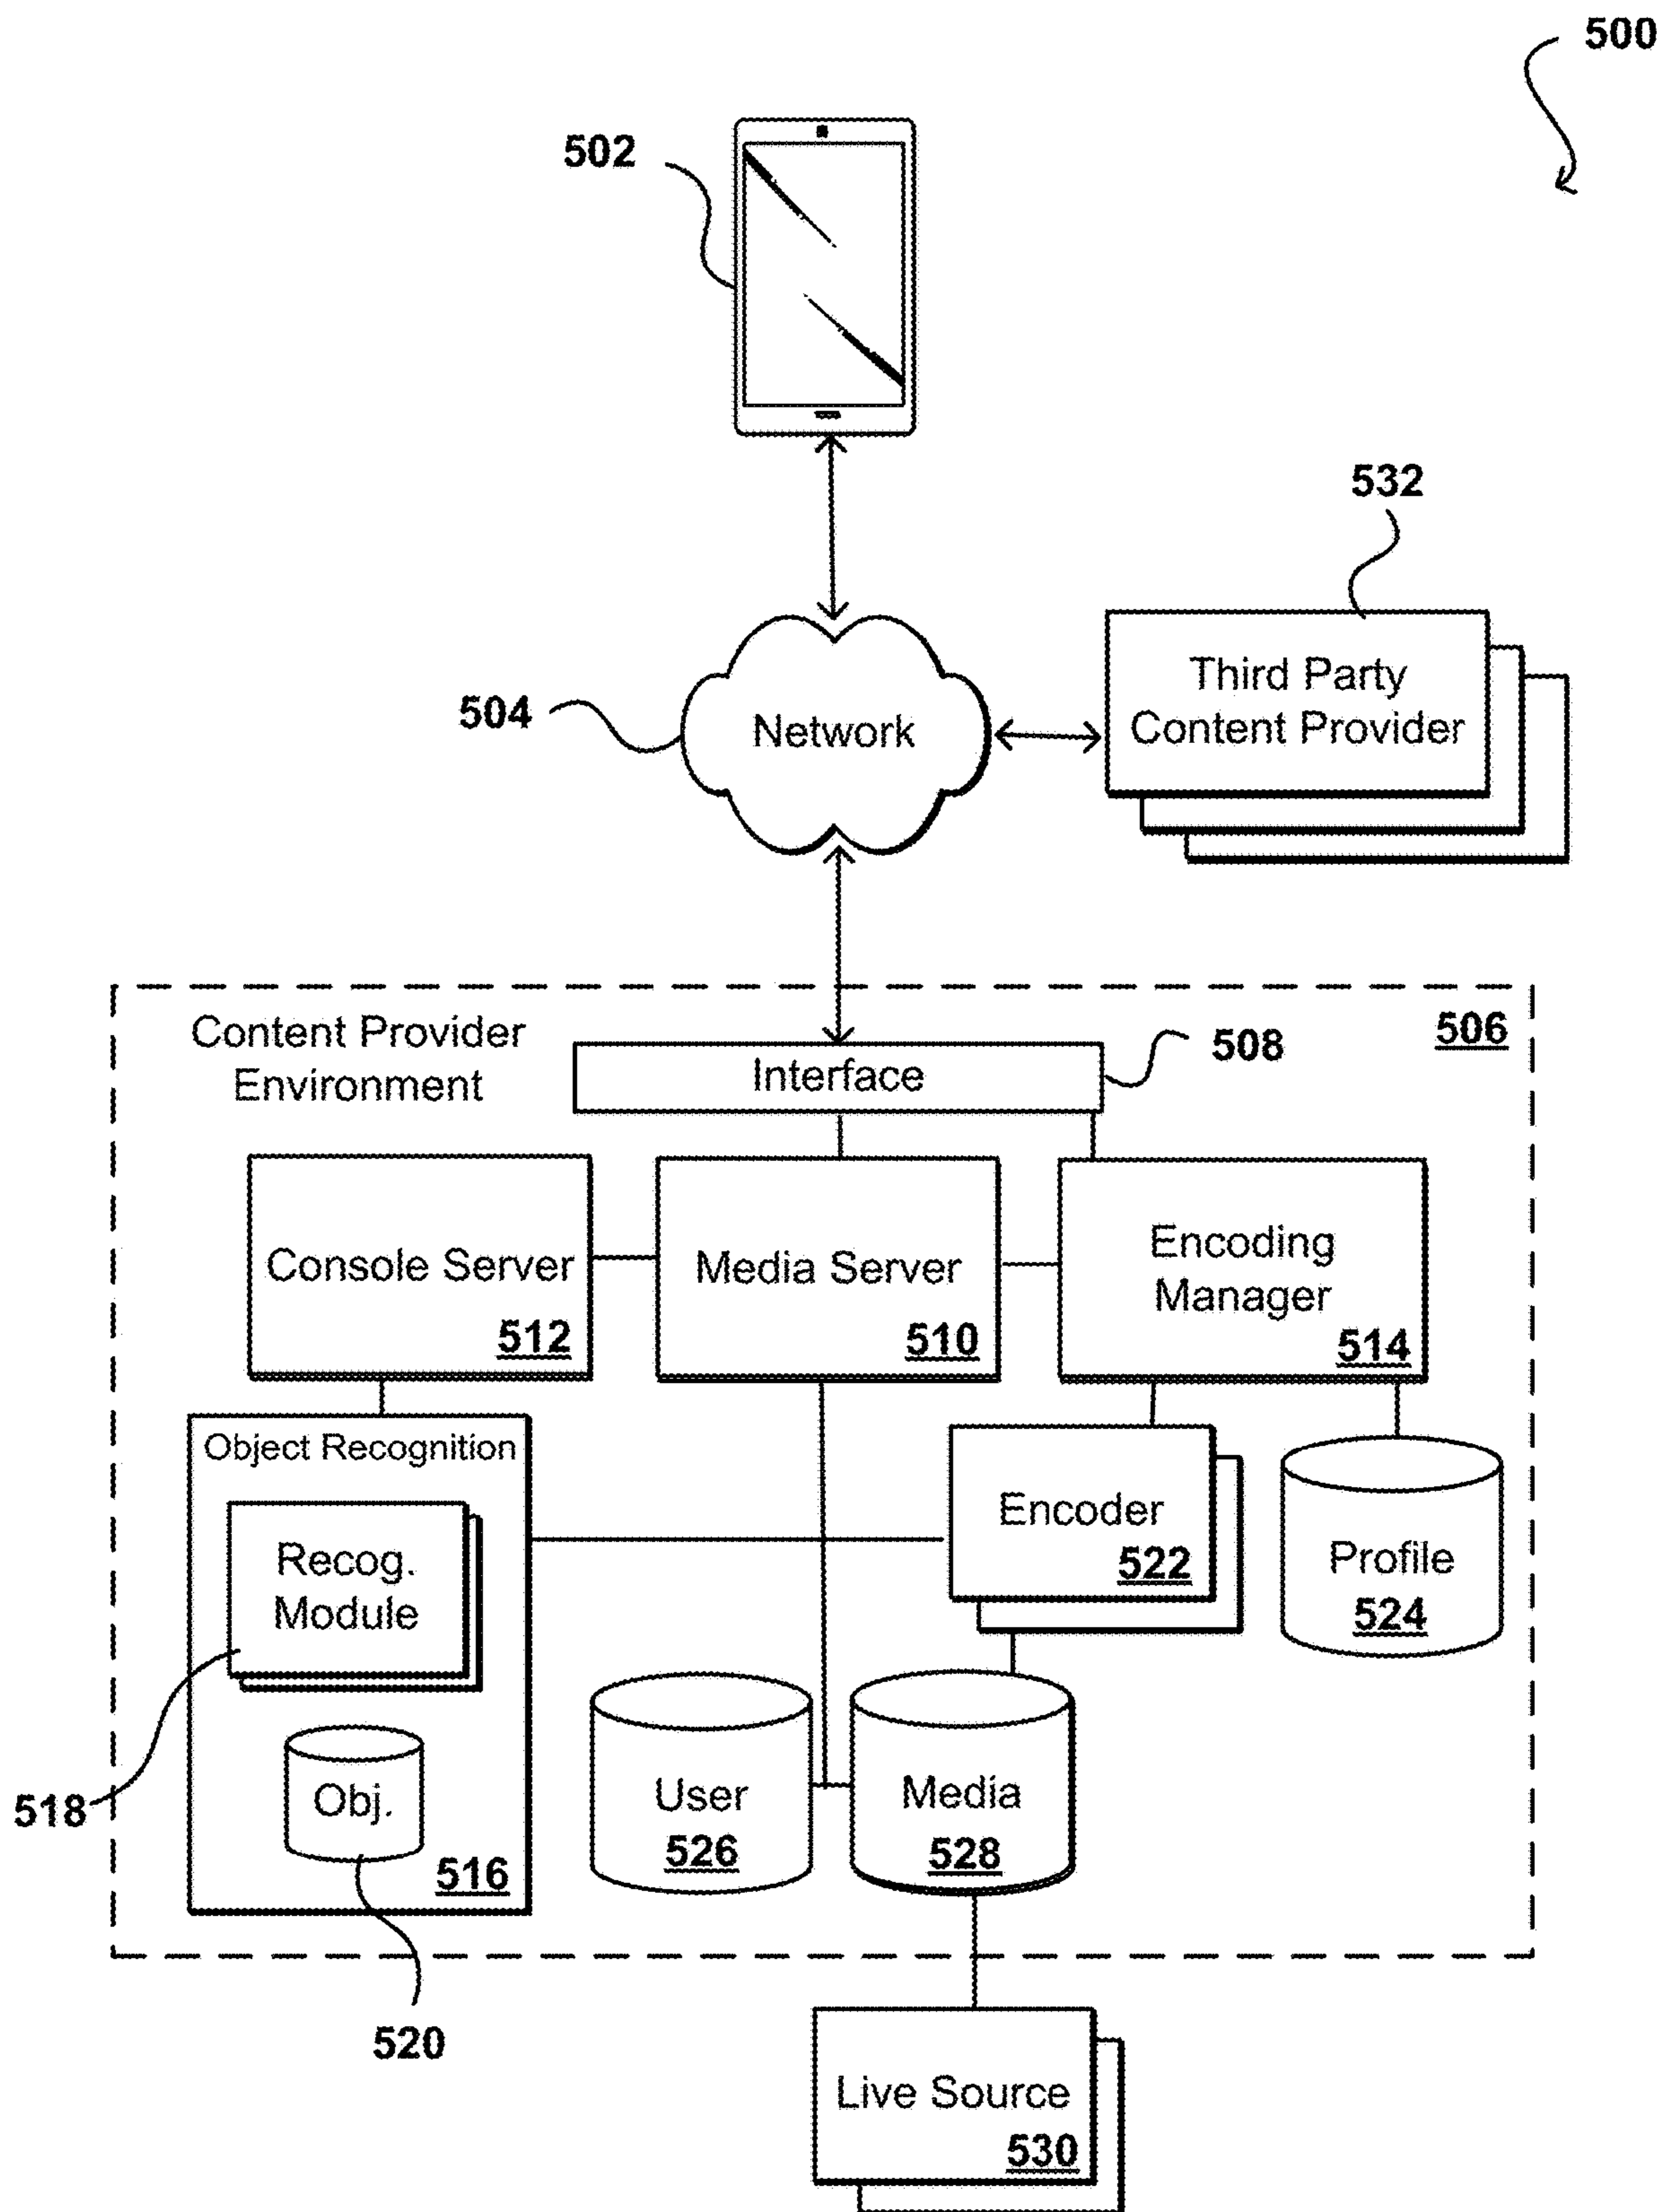 500
502
532
Third Party
Content Provider
504
Network
Content Provider
Environment
506
Interface
508
Console Server
512
Media Server
510
Encoding
Manager
514
Object Recognition
Recog.
Module
Encoder
522
Profile
524
518
Obj.
516
User
526
Media
528
520
Live Source
530